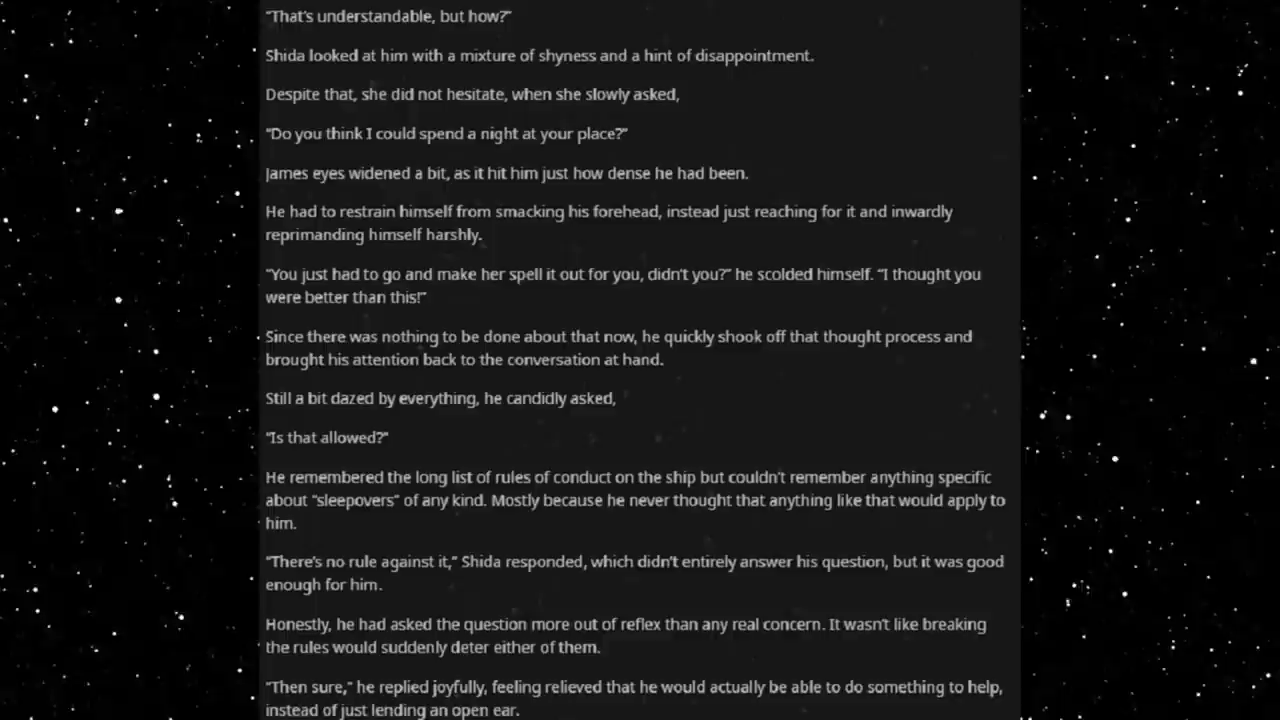 "That's understandable, but how?"
Shida looked at him with a mixture of shyness and a hint of disappointment.
Despite that, she did not hesitate, when she slowly asked,
"Do you think I could spend a night at your place?"
James eyes widened a bit, as it hit him just how dense he had been.
He had to restrain himself from smacking his forehead, instead just reaching for it and inwardly
reprimanding himself harshly.
"You just had to go and make her spell it out for you, didn't you?" he scolded himself. "I thought you
were better than this!"
Since there was nothing to be done about that now, he quickly shook off that thought process and
brought his attention back to the conversation at hand.
Still a bit dazed by everything, he candidly asked,
"Is that allowed?"
He remembered the long list of rules of conduct on the ship but couldn't remember anything specific
about "sleepovers" of any kind. Mostly because he never thought that anything like that would apply to
him.
"There's no rule against it," Shida responded, which didn't entirely answer his question, but it was good
enough for him.
Honestly, he had asked the question more out of reflex than any real concern. It wasn't like breaking
the rules would suddenly deter either of them.
"Then sure," he replied joyfully, feeling relieved that he would actually be able to do something to help,
instead of just lending an open ear.